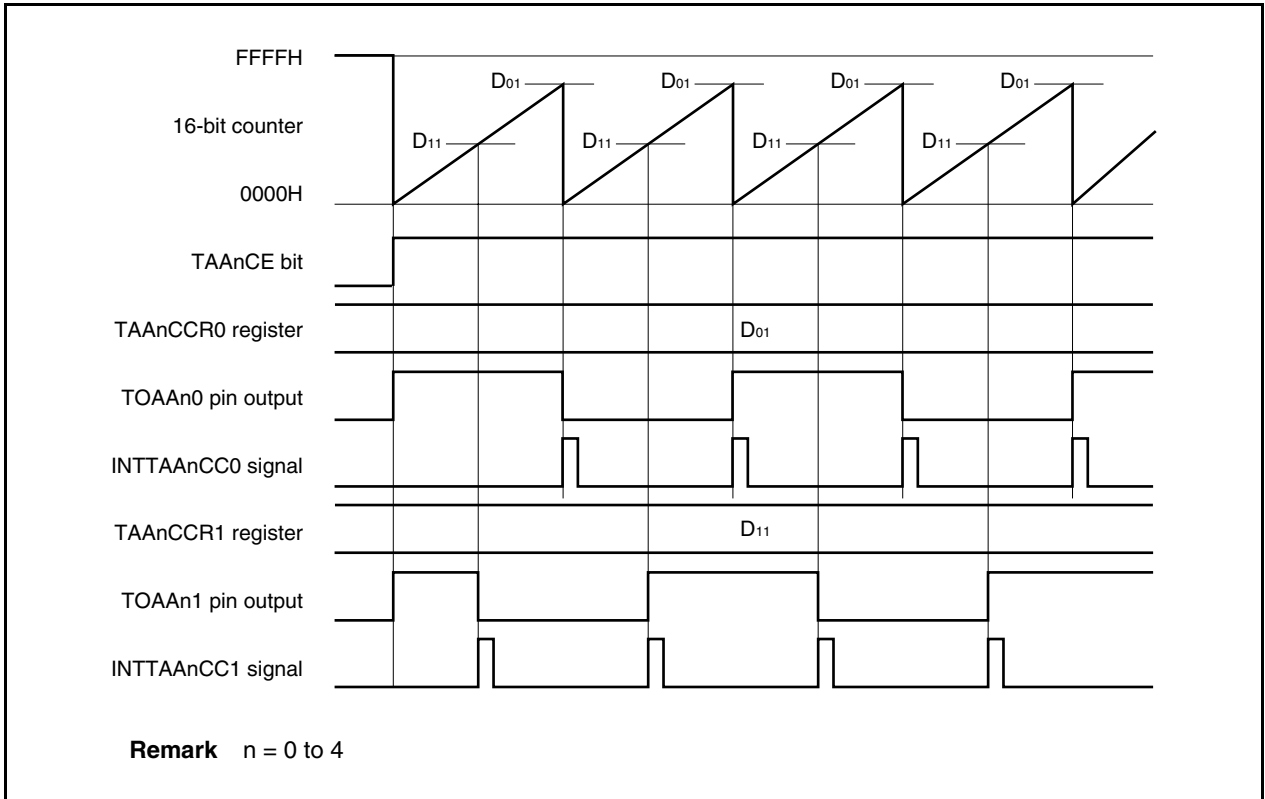 FFFFH
D01 D01 D01 D01
16-bit counter
D11 D11 D11 D11
0000H
TAAnCE bit
TAAnCCR0 register D01
TOAAn0 pin output
INTTAAnCC0 signal
TAAnCCR1 register D11
TOAAn1 pin output
INTTAAnCC1 signal
Remark n = 0 to 4